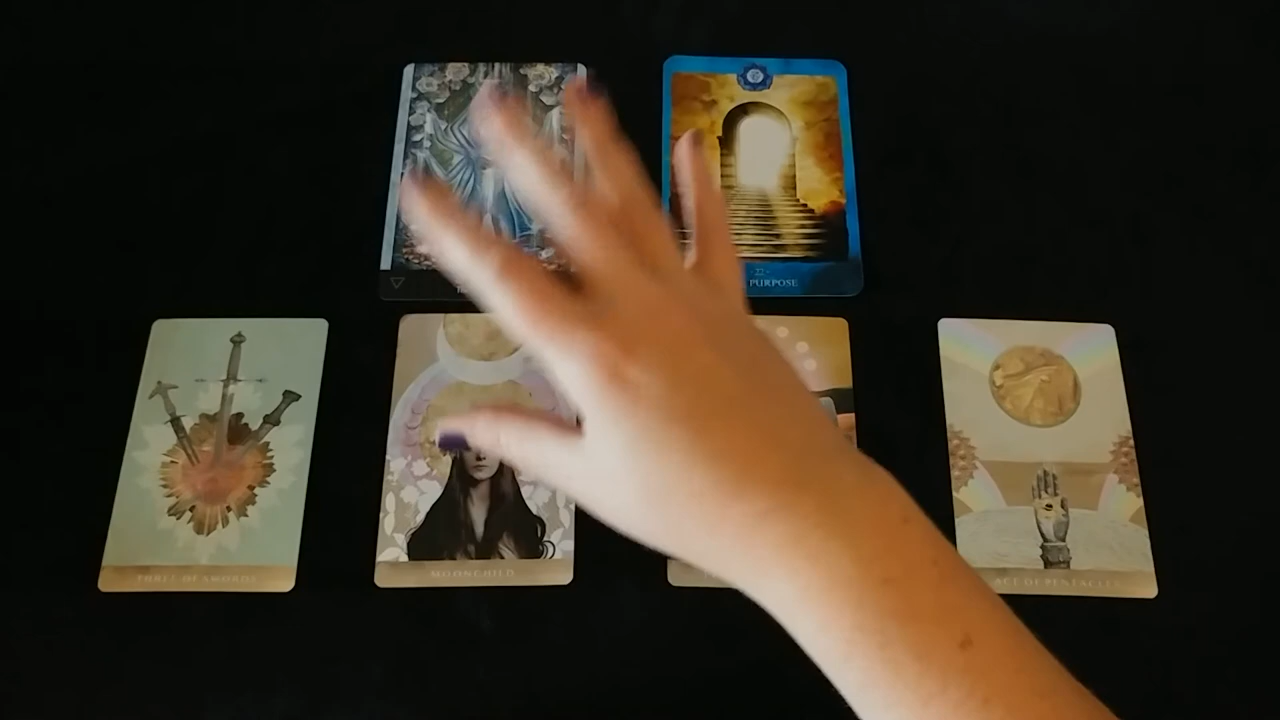 ·22·
PURPOSE
THREE OF SWORDS
MOONCHILD
ACE OF PENTACLES